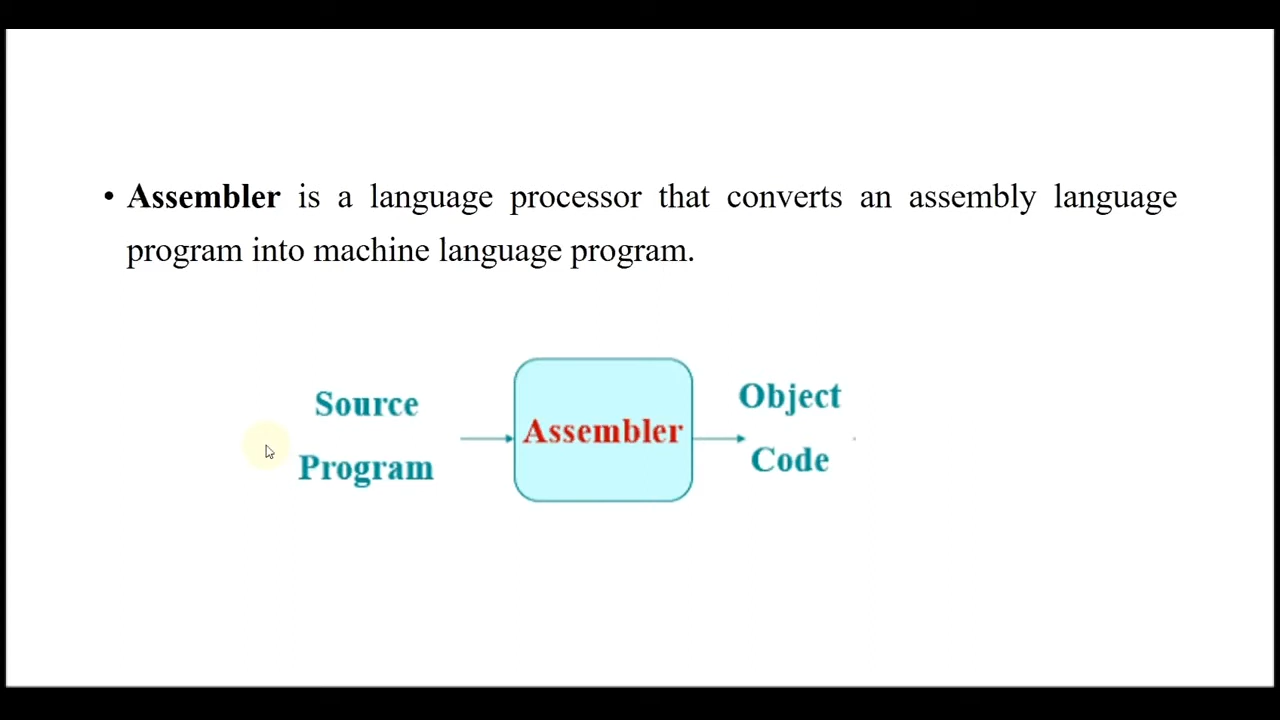 • Assembler is a language processor that converts an assembly language
program into machine language program.
Source
Program
Assembler
Object
Code